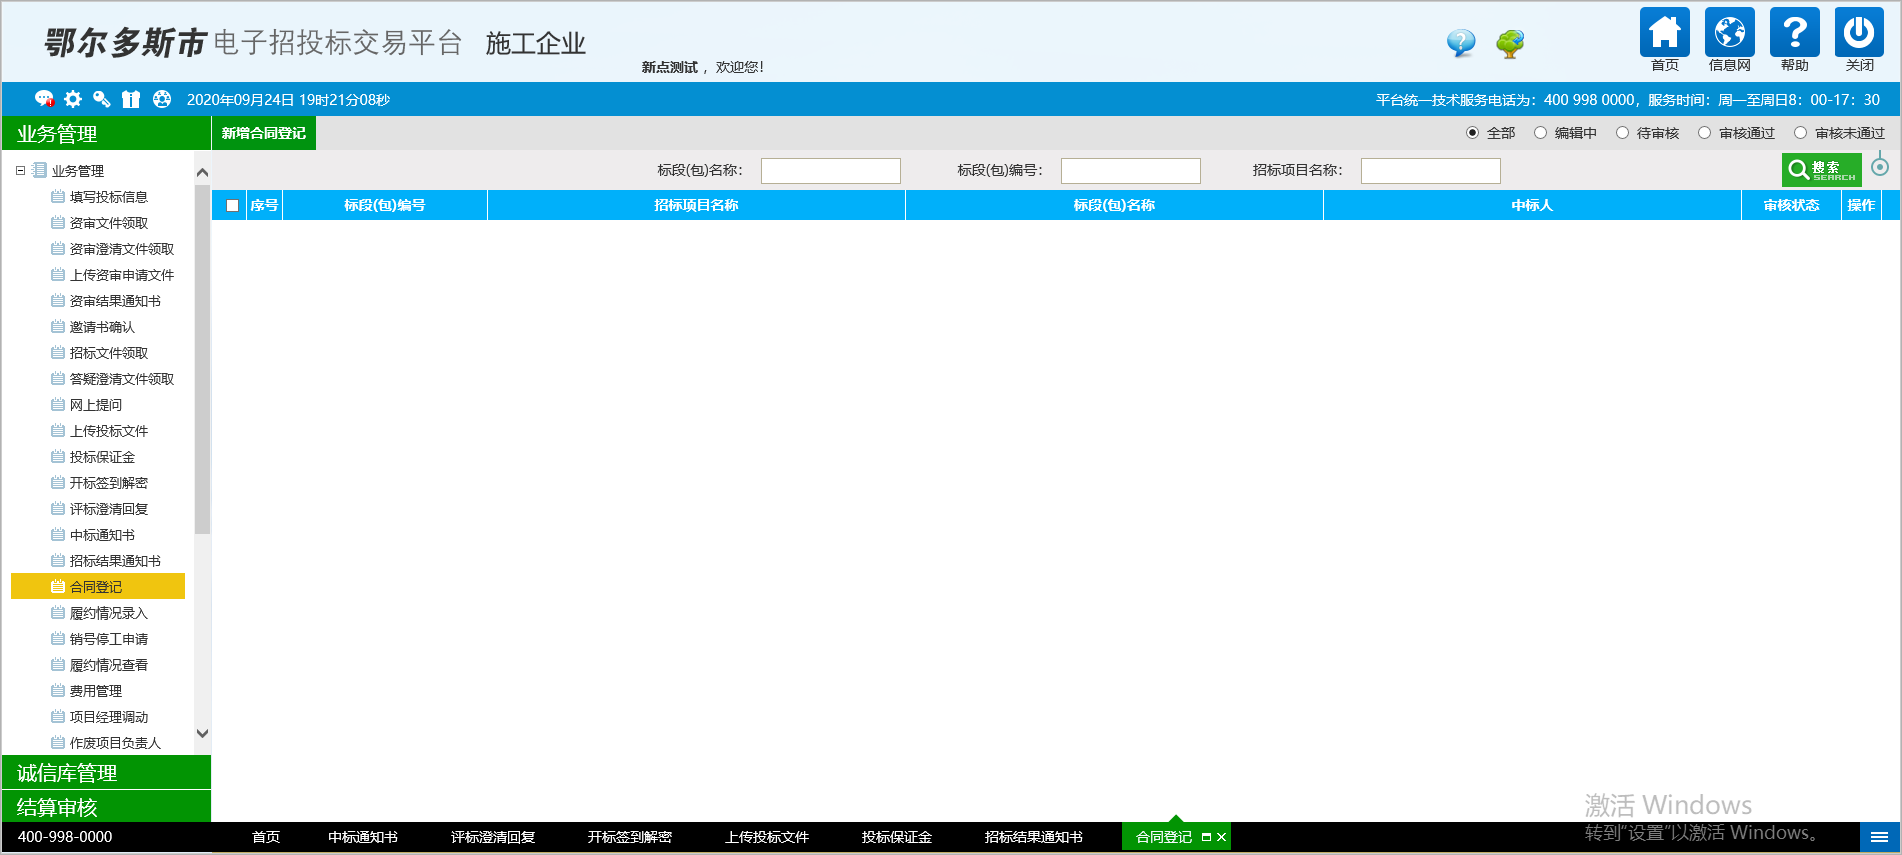 鄂尔多斯市 电子招投标交易平台 施工企业
新点测试 ，欢迎您！
首页 信息网 帮助 关闭
2020年09月24日 19时21分08秒
平台统一技术服务电话为：400 998 0000，服务时间：周一至周日8：00-17：30
业务管理
新增合同登记
全部 编辑中 待审核 审核通过 审核未通过
标段(包)名称： 标段(包)编号： 招标项目名称： 搜索 SEARCH
序号 标段(包)编号 招标项目名称 标段(包)名称 中标人 审核状态 操作
业务管理
填写投标信息
资审文件领取
资审澄清文件领取
上传资审申请文件
资审结果通知书
邀请书确认
招标文件领取
答疑澄清文件领取
网上提问
上传投标文件
投标保证金
开标签到解密
评标澄清回复
中标通知书
招标结果通知书
合同登记
履约情况录入
销号停工申请
履约情况查看
费用管理
项目经理调动
作废项目负责人
诚信库管理
结算审核
激活 Windows
转到"设置"以激活 Windows。
400-998-0000
首页 中标通知书 评标澄清回复 开标签到解密 上传投标文件 投标保证金 招标结果通知书 合同登记